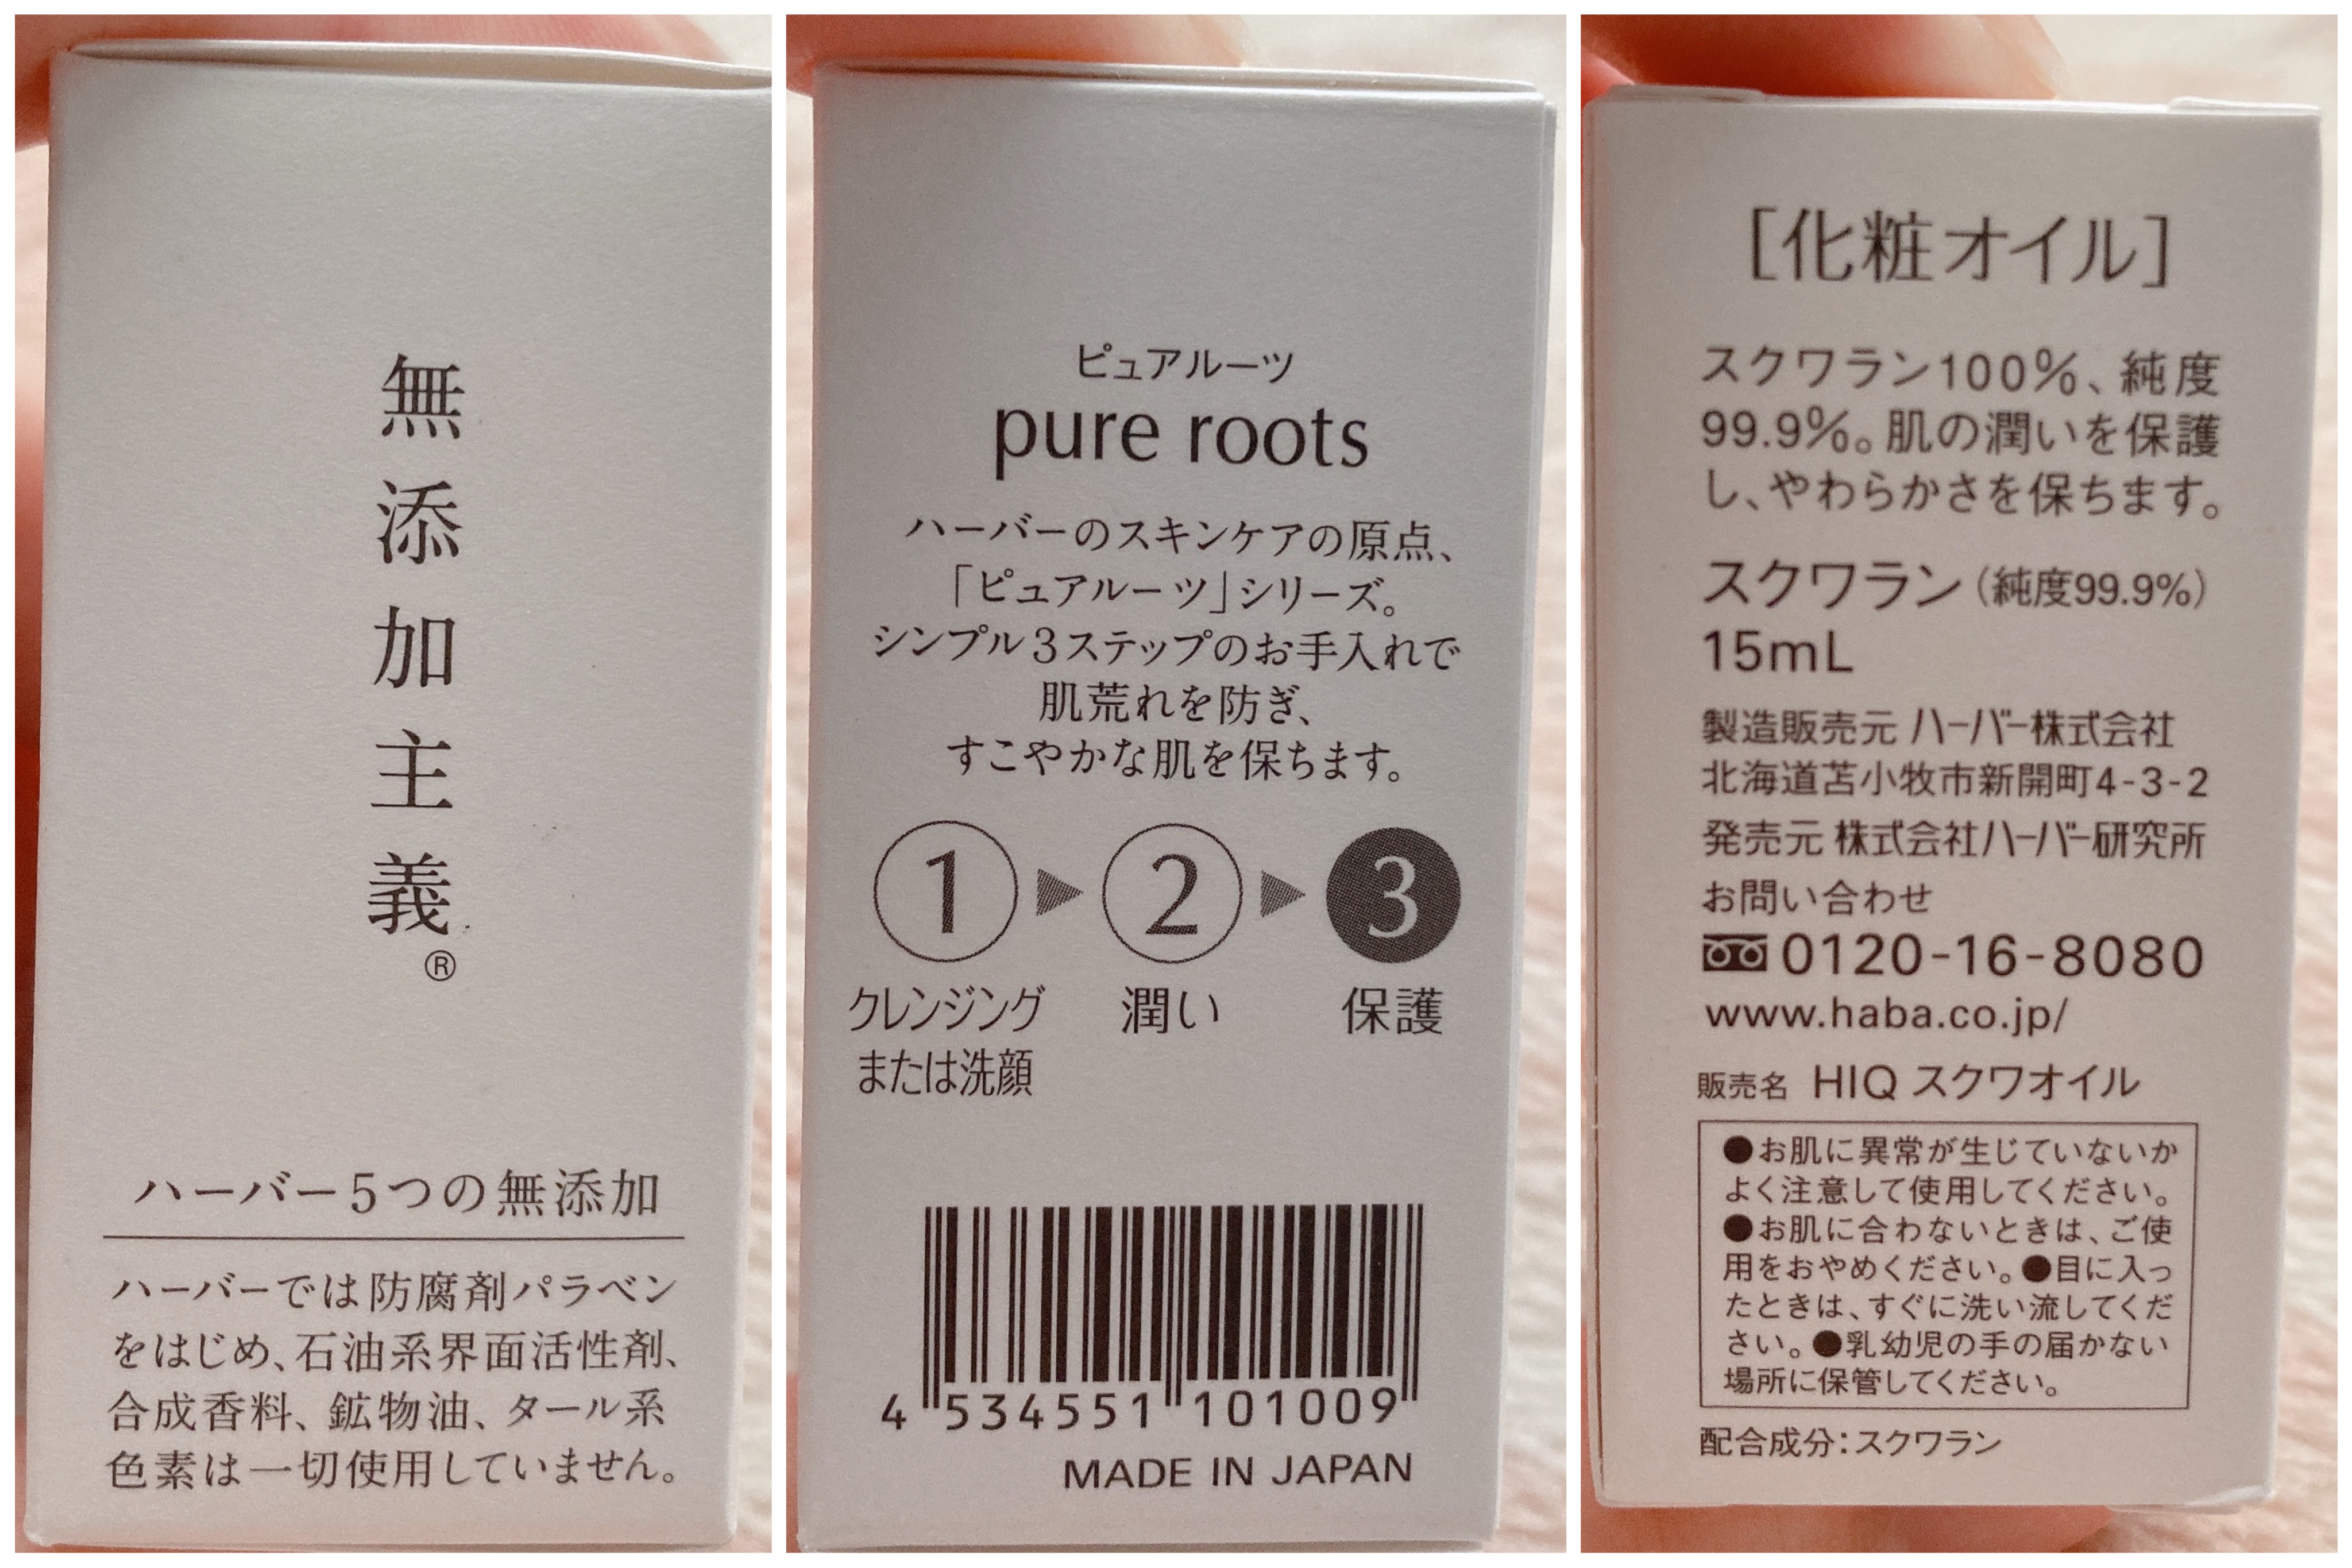 無添加主義®
ハーバー5つの無添加
ハーバーでは防腐剤パラベン
をはじめ、石油系界面活性剤、
合成香料、鉱物油、タール系
色素は一切使用していません。
ピュアルーツ
pure roots
ハーバーのスキンケアの原点、
「ピュアルーツ」シリーズ。
シンプル3ステップのお手入れで
肌荒れを防ぎ、
すこやかな肌を保ちます。
1 ▶ 2 ▶ 3
クレンジング 潤い 保護
または洗顔
4 534551 101009
MADE IN JAPAN
[化粧オイル]
スクワラン100%、純度
99.9%。肌の潤いを保護
し、やわらかさを保ちます。
スクワラン(純度99.9%)
15mL
製造販売元 ハーバー株式会社
北海道苫小牧市新開町4-3-2
発売元 株式会社ハーバー研究所
お問い合わせ
0120-16-8080
www.haba.co.jp/
販売名 HIQ スクワオイル
●お肌に異常が生じていないか
よく注意して使用してください。
●お肌に合わないときは、ご使
用をおやめください。●目に入っ
たときは、すぐに洗い流してくだ
さい。●乳幼児の手の届かない
場所に保管してください。
配合成分:スクワラン